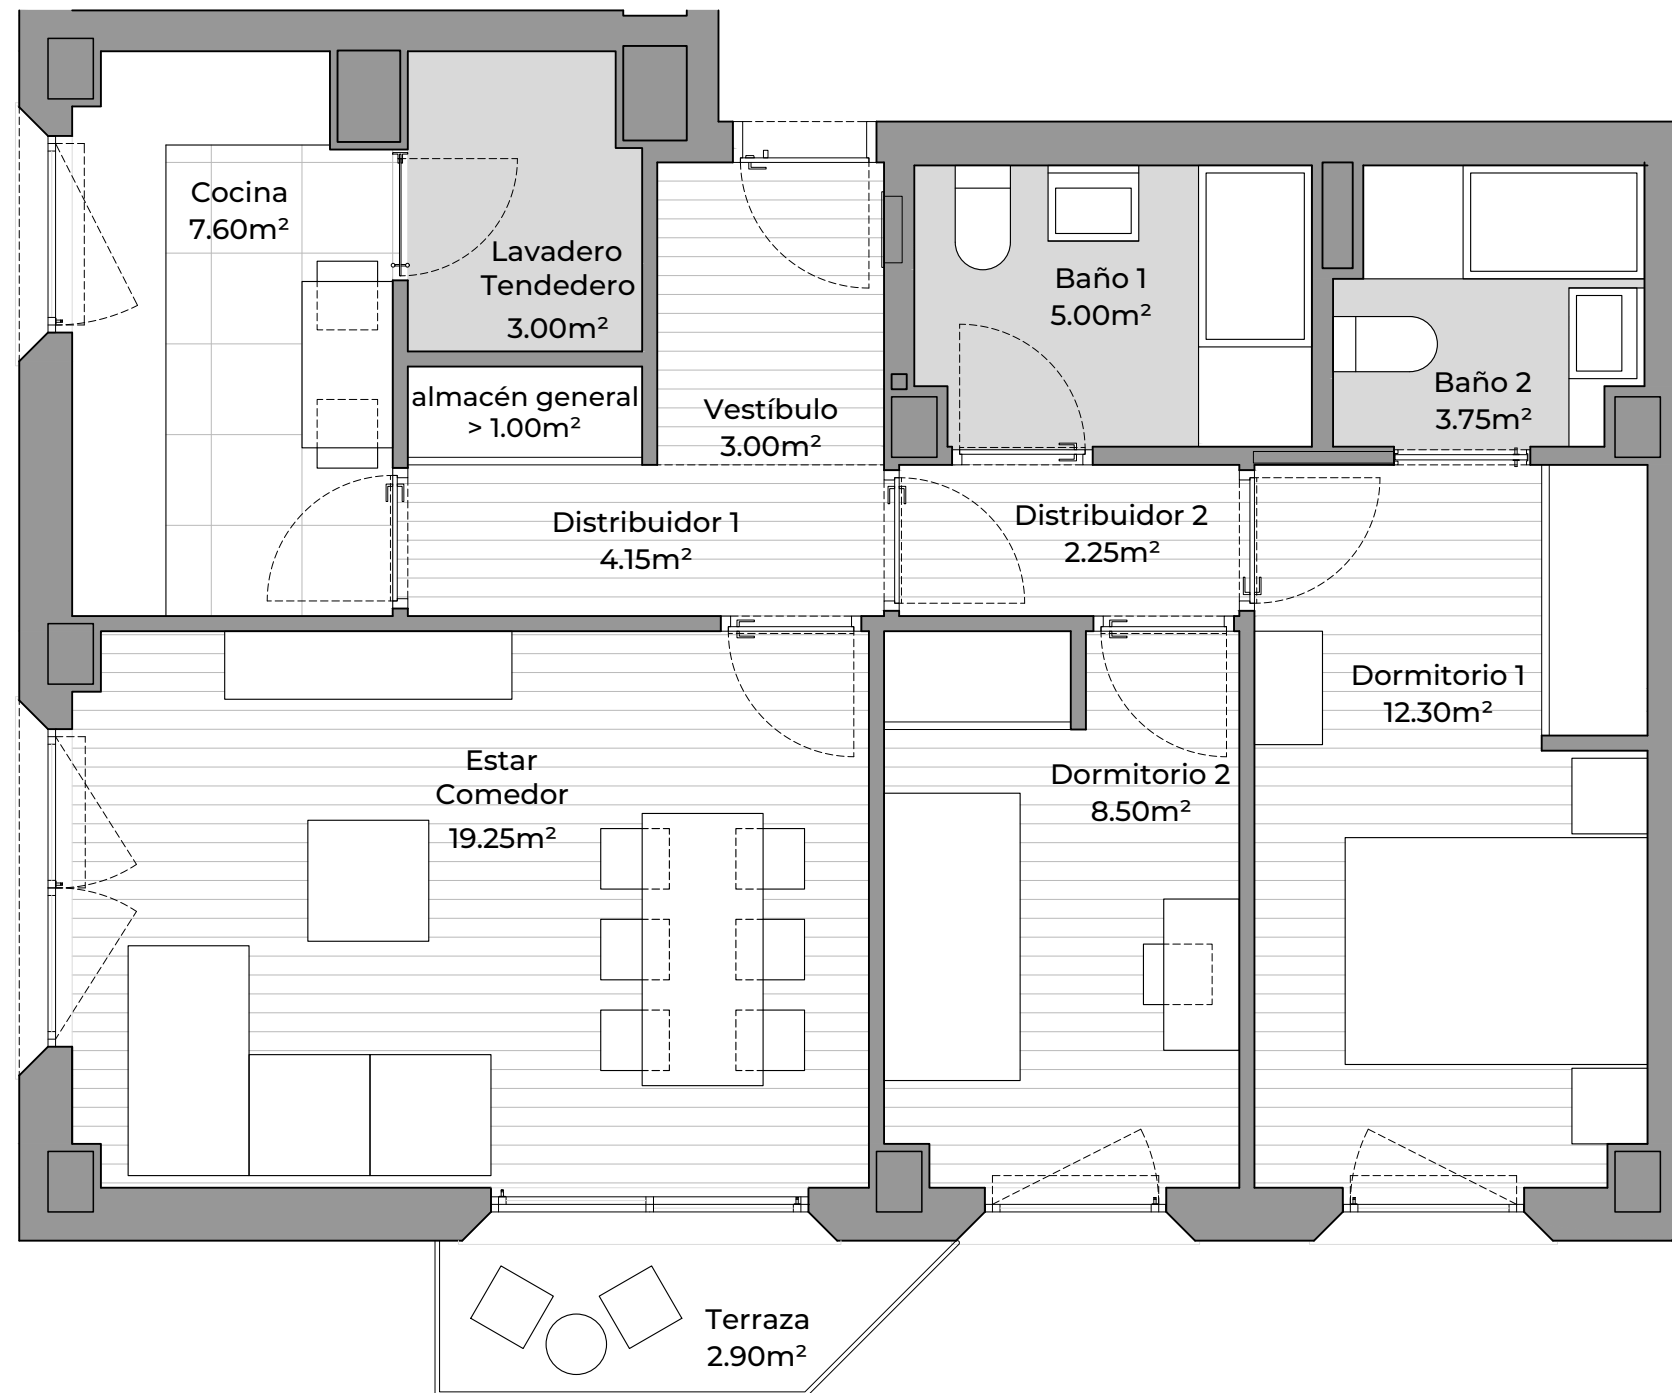 Cocina
7.60m²
Lavadero
Tendedero
3.00m²
Baño 1
5.00m²
Baño 2
3.75m²
almacén general
> 1.00m²
Vestíbulo
3.00m²
Distribuidor 1
4.15m²
Distribuidor 2
2.25m²
Dormitorio 1
12.30m²
Estar
Comedor
19.25m²
Dormitorio 2
8.50m²
Terraza
2.90m²